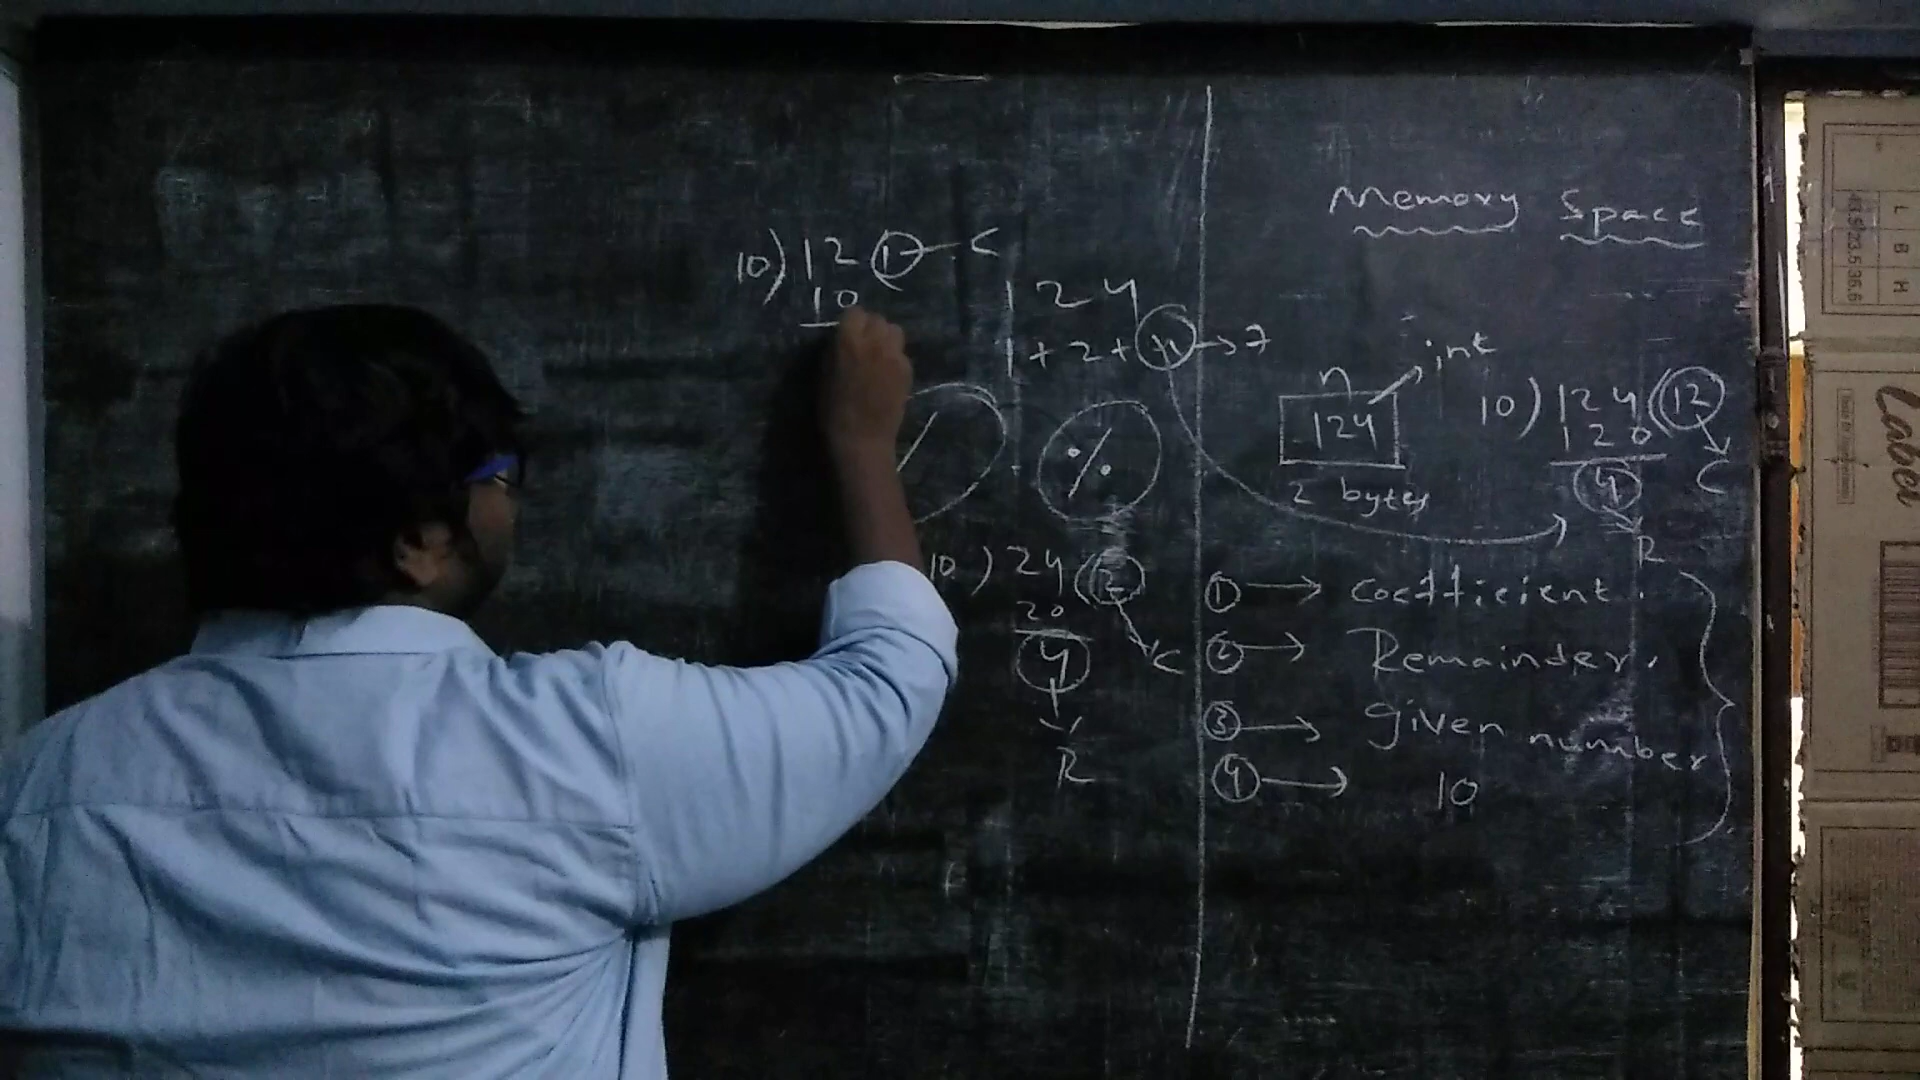 10) 12 (1 — C
10
124
1 + 2 + 4 → 7
/ %
10) 24 (2
20
C
4
R
Memory Space
n int
124
2 bytes
10) 124 (12
120
C
4
R
① → Coefficient.
② → Remainder.
③ → given number
④ → 10
L B H
Label